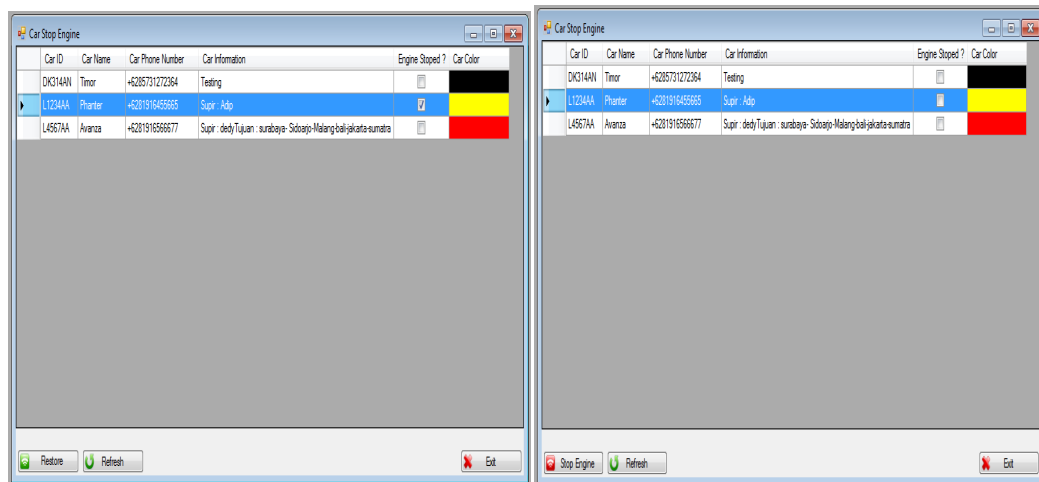 Car Stop Engine
Car ID Car Name Car Phone Number Car Information Engine Stoped ? Car Color
DK314AN Timor +6285731272364 Testing
L1234AA Phanter +6281916455665 Supir : Adip
L4567AA Avanza +6281916566677 Supir : dedyTujuan : surabaya- Sidoarjo-Malang-bali-jakarta-sumatra
Restore Refresh Exit
Car Stop Engine
Car ID Car Name Car Phone Number Car Information Engine Stoped ? Car Color
DK314AN Timor +6285731272364 Testing
L1234AA Phanter +6281916455665 Supir : Adip
L4567AA Avanza +6281916566677 Supir : dedyTujuan : surabaya- Sidoarjo-Malang-bali-jakarta-sumatra
Stop Engine Refresh Exit